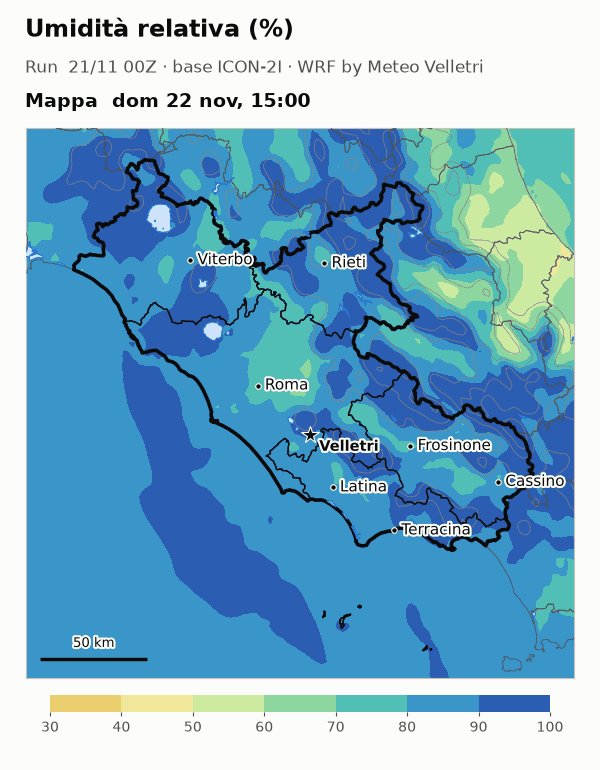 Umidità relativa (%)
Run  21/11 00Z · base ICON-2I · WRF by Meteo Velletri
Mappa  dom 22 nov, 15:00
Viterbo
Rieti
Roma
Velletri
Frosinone
Latina
Cassino
Terracina
50 km
30 40 50 60 70 80 90 100